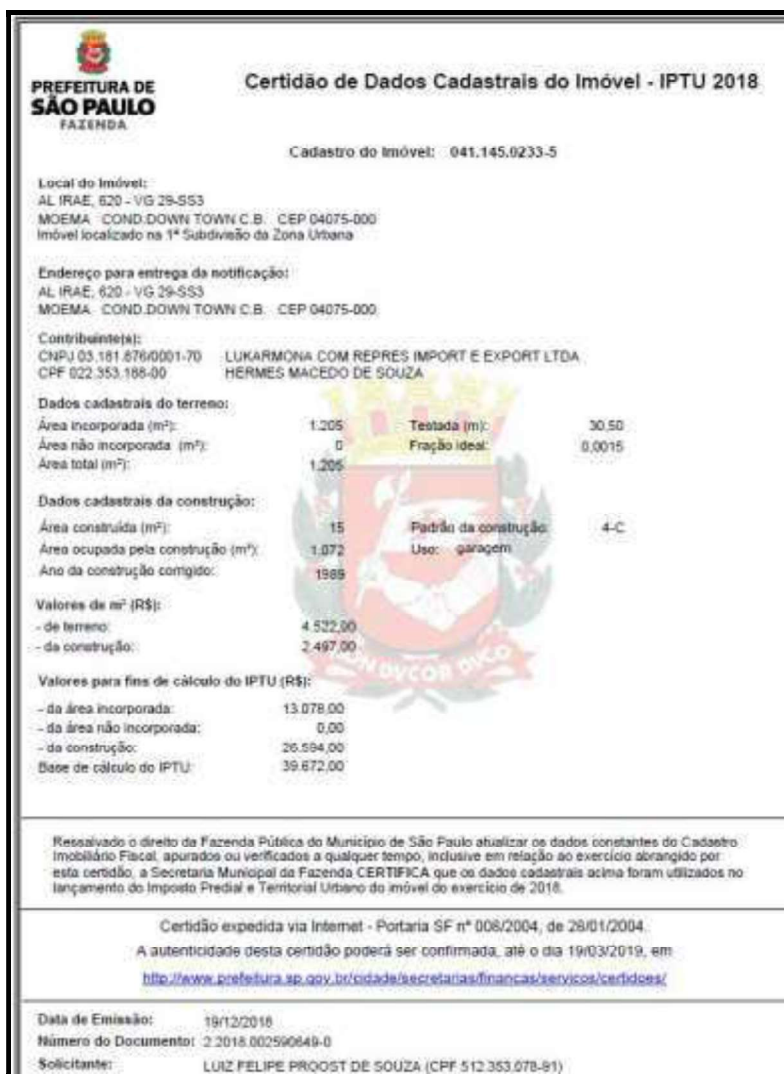 PREFEITURA DE
SÃO PAULO
FAZENDA
Certidão de Dados Cadastrais do Imóvel - IPTU 2018
Cadastro do Imóvel: 041.145.0233-5
Local do Imóvel:
AL IRAE, 620 - VG 29-SS3
MOEMA COND.DOWN TOWN C.B. CEP 04075-000
Imóvel localizado na 1ª Subdivisão da Zona Urbana
Endereço para entrega da notificação:
AL IRAE, 620 - VG 29-SS3
MOEMA COND.DOWN TOWN C.B. CEP 04075-000
Contribuinte(s):
CNPJ 03.181.876/0001-70 LUKARMONA COM REPRES IMPORT E EXPORT LTDA
CPF 022.353.168-00 HERMES MACEDO DE SOUZA
Dados cadastrais do terreno:
Área incorporada (m²): 1.205 Testada (m): 30,50
Área não incorporada (m²): 0 Fração ideal: 0,0015
Área total (m²): 1.205
Dados cadastrais da construção:
Área construída (m²): 15 Padrão da construção: 4-C
Área ocupada pela construção (m²): 1.072 Uso: garagem
Ano da construção corrigido: 1989
Valores de m² (R$):
- de terreno: 4.522,00
- da construção: 2.497,00
NON DVCOR DVCO
Valores para fins de cálculo do IPTU (R$):
- da área incorporada: 13.078,00
- da área não incorporada: 0,00
- da construção: 26.594,00
Base de cálculo do IPTU: 39.672,00
Ressalvado o direito da Fazenda Pública do Município de São Paulo atualizar os dados constantes do Cadastro
Imobiliário Fiscal, apurados ou verificados a qualquer tempo, inclusive em relação ao exercício abrangido por
esta certidão, a Secretaria Municipal da Fazenda CERTIFICA que os dados cadastrais acima foram utilizados no
lançamento do Imposto Predial e Territorial Urbano do imóvel do exercício de 2018.
Certidão expedida via Internet - Portaria SF nº 008/2004, de 28/01/2004.
A autenticidade desta certidão poderá ser confirmada, até o dia 19/03/2019, em
http://www.prefeitura.sp.gov.br/cidade/secretarias/financas/servicos/certidoes/
Data de Emissão: 19/12/2018
Número do Documento: 2.2018.002590649-0
Solicitante: LUIZ FELIPE PROOST DE SOUZA (CPF 512.353.078-91)